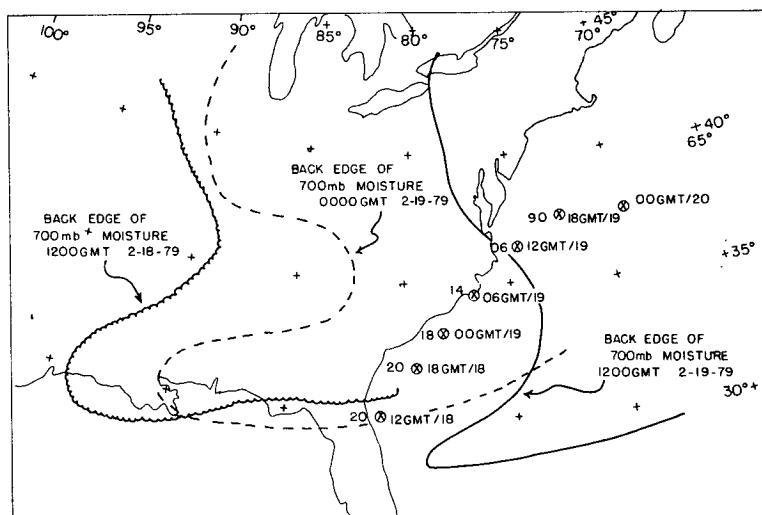 100° 95° 90° 85° 80° 75° 70° 45°
40°
65°
BACK EDGE OF
700mb MOISTURE
0000GMT 2-19-79
BACK EDGE OF
700mb MOISTURE
1200GMT 2-18-79
00GMT/20
90 18GMT/19
06 12GMT/19
35°
14 06GMT/19
18 00GMT/19
20 18GMT/18
20 12GMT/18
BACK EDGE OF
700mb MOISTURE
1200GMT 2-19-79
30°